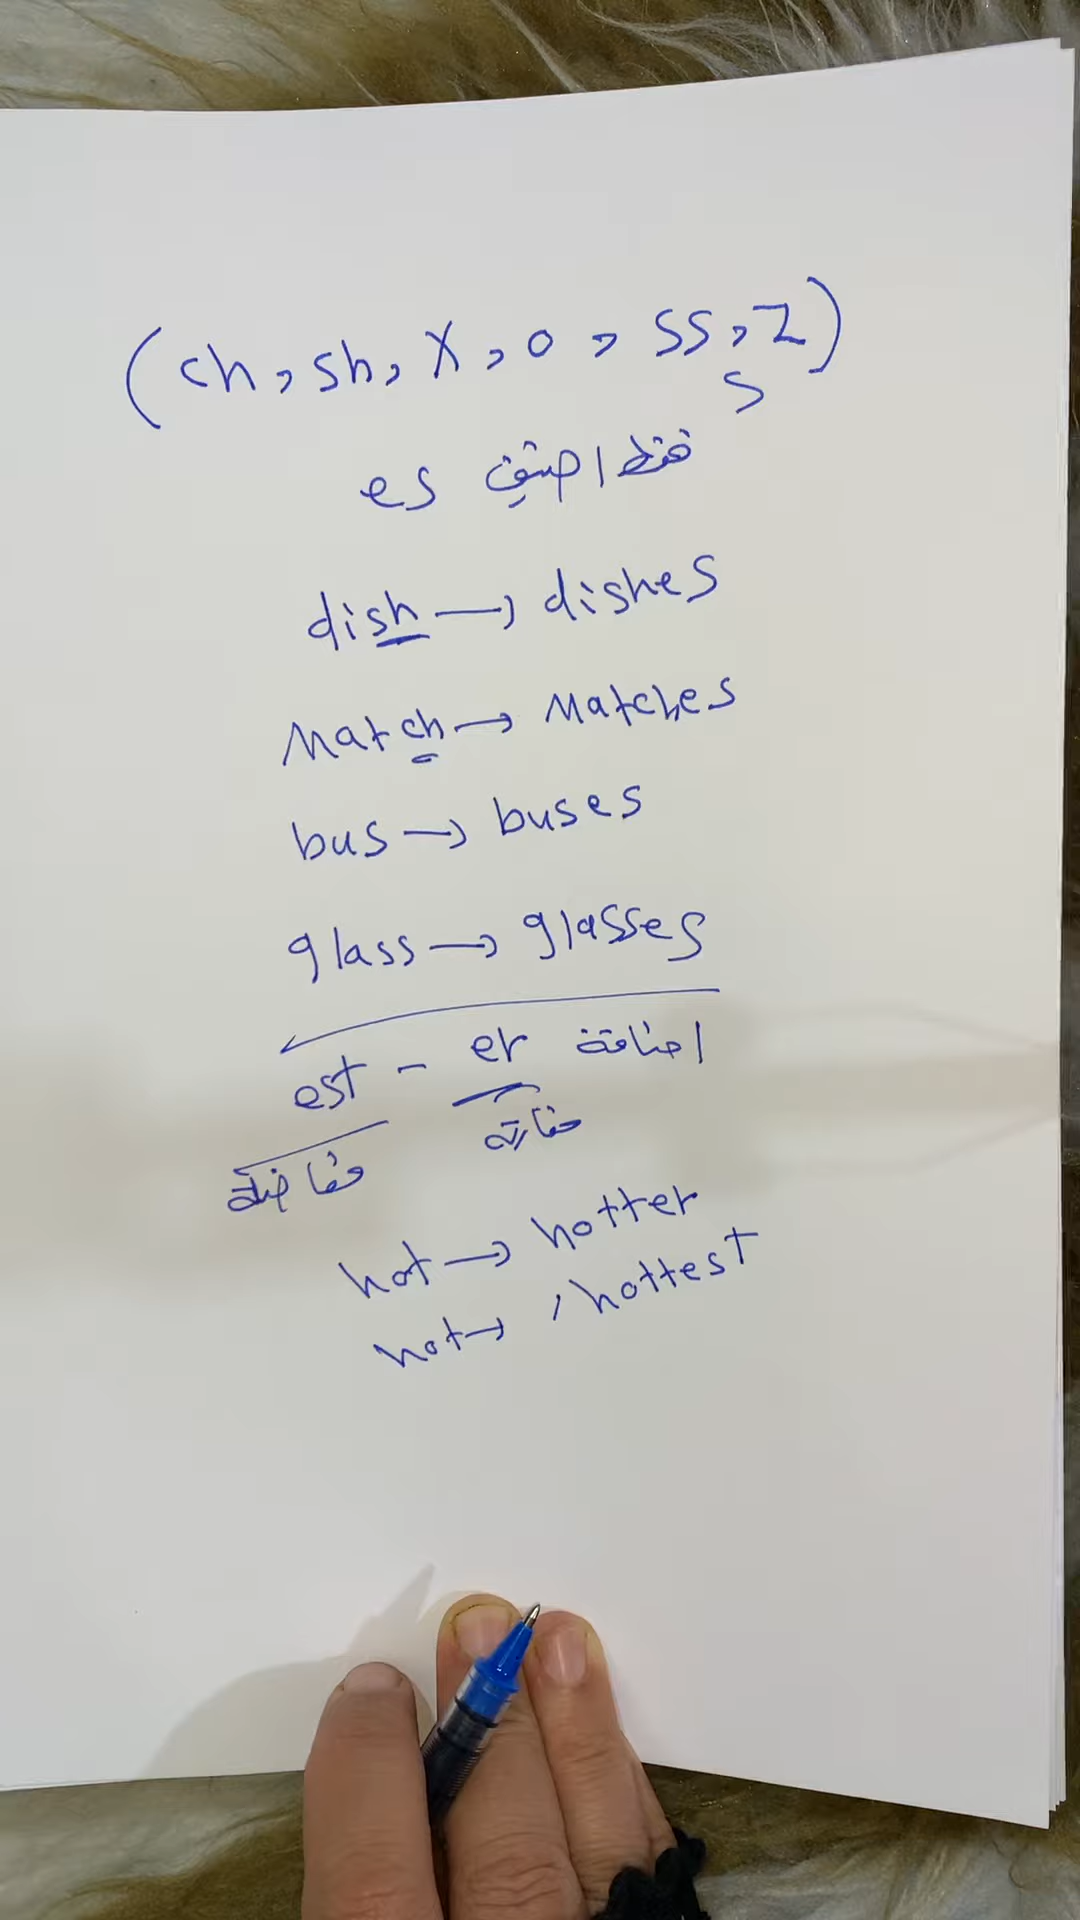 (ch, sh, x, o, ss, z)
s
فقط اضيف es
dish → dishes
Match → Matches
bus → buses
glass → glasses
اضافة er - est
مقارنة
مفاضلة
hot → hotter
hot → hottest